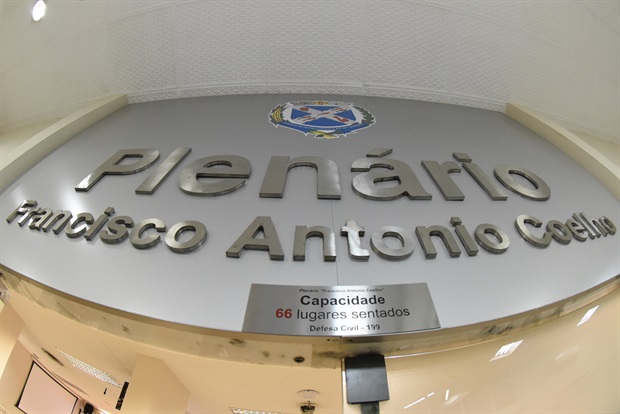 Plenário
Francisco Antonio Coelho
Plenário "Francisco Antonio Coelho"
Capacidade
66 lugares sentados
Defesa Civil - 199